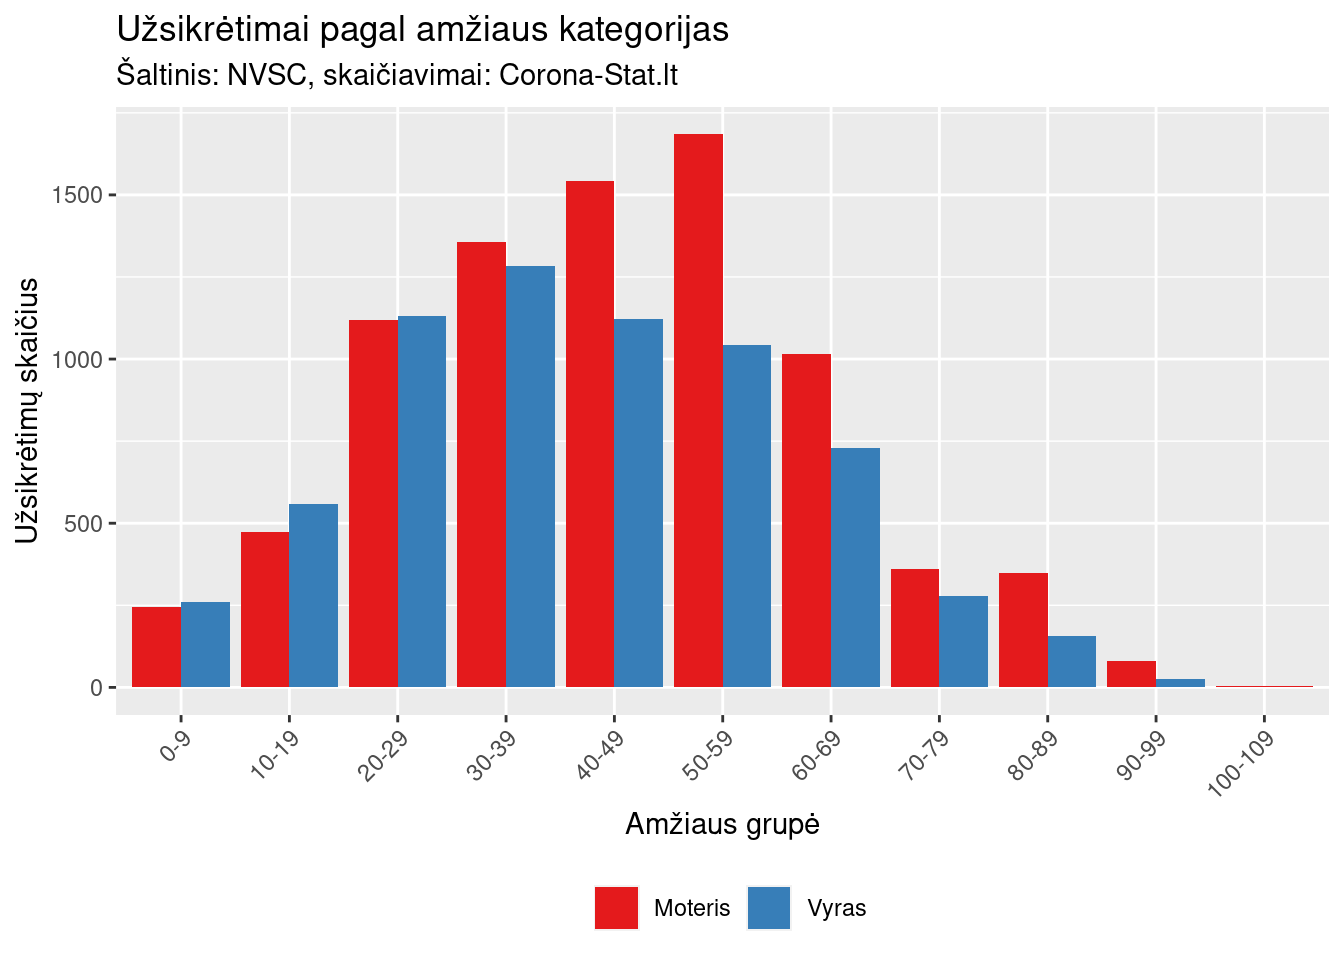 Užsikrėtimai pagal amžiaus kategorijas
Šaltinis: NVSC, skaičiavimai: Corona-Stat.lt
Užsikrėtimų skaičius
1500
1000
500
0
0-9
10-19
20-29
30-39
40-49
50-59
60-69
70-79
80-89
90-99
100-109
Amžiaus grupė
Moteris
Vyras